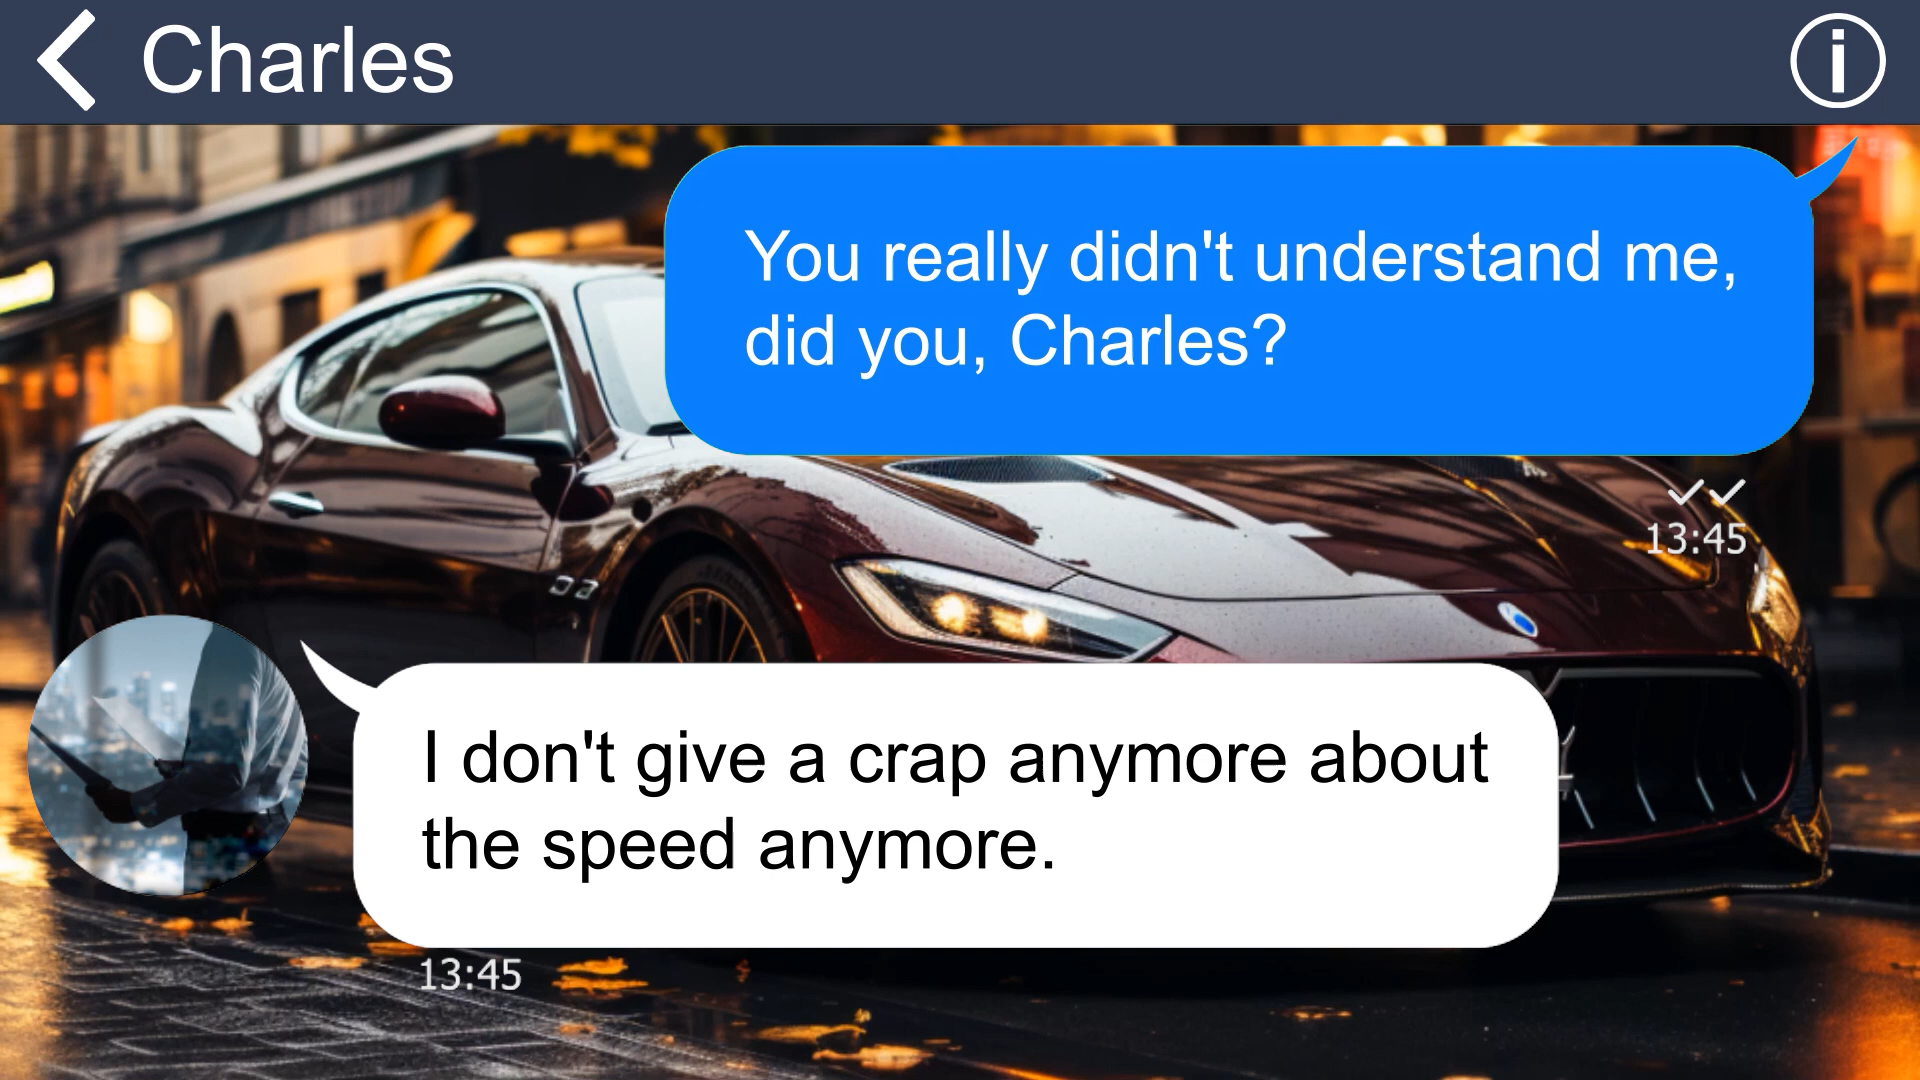 Charles
You really didn't understand me,
did you, Charles?
13:45
I don't give a crap anymore about
the speed anymore.
13:45